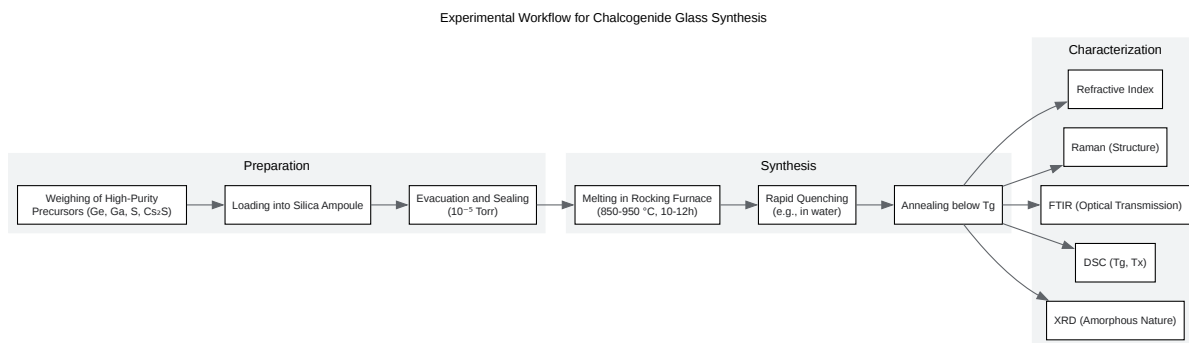 Experimental Workflow for Chalcogenide Glass Synthesis
Preparation
Weighing of High-Purity
Precursors (Ge, Ga, S, Cs₂S)
Loading into Silica Ampoule
Evacuation and Sealing
(10⁻⁵ Torr)
Synthesis
Melting in Rocking Furnace
(850-950 °C, 10-12h)
Rapid Quenching
(e.g., in water)
Annealing below Tg
Characterization
Refractive Index
Raman (Structure)
FTIR (Optical Transmission)
DSC (Tg, Tx)
XRD (Amorphous Nature)